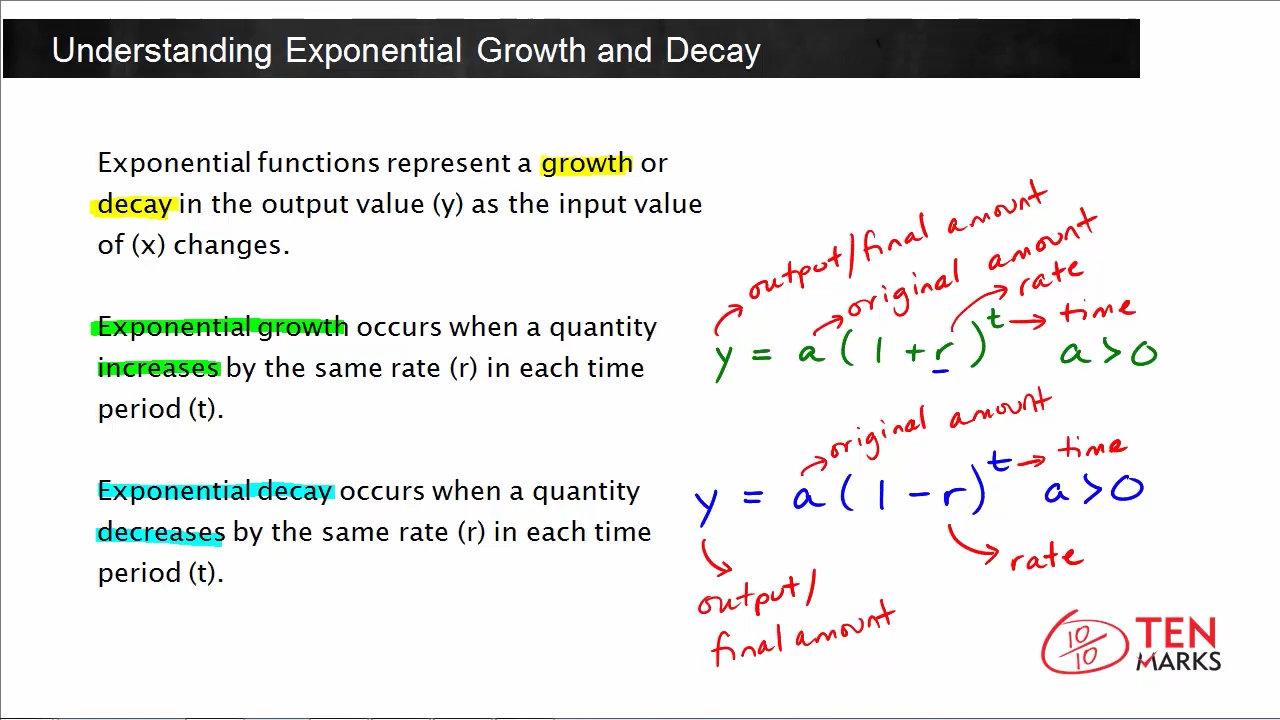 Understanding Exponential Growth and Decay
Exponential functions represent a growth or
decay in the output value (y) as the input value
of (x) changes.
Exponential growth occurs when a quantity
increases by the same rate (r) in each time
period (t).
Exponential decay occurs when a quantity
decreases by the same rate (r) in each time
period (t).
output/final amount
original amount
rate
time
y = a(1 + r)^t a > 0
original amount
time
y = a(1 - r)^t a > 0
rate
output/
final amount
10/10
TEN
MARKS